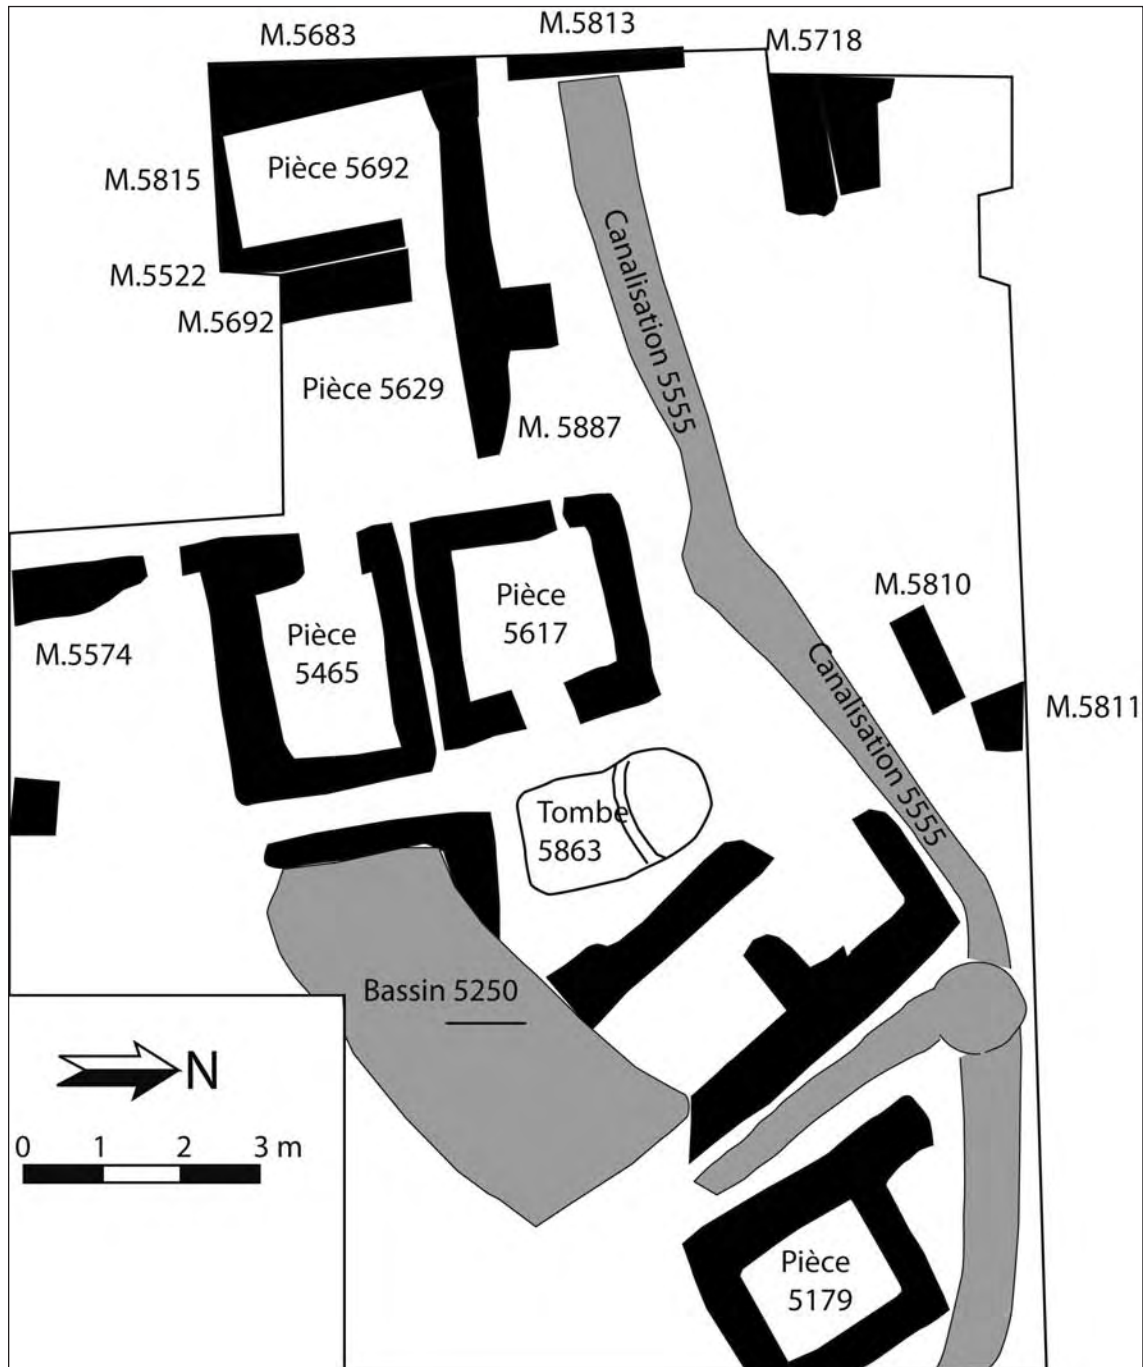 M.5683
M.5813
M.5718
M.5815
Pièce 5692
M.5522
M.5692
Canalisation 5555
Pièce 5629
M. 5887
M.5574
Pièce
5465
Pièce
5617
M.5810
M.5811
Canalisation 5555
Tombe
5863
Bassin 5250
N
0 1 2 3 m
Pièce
5179